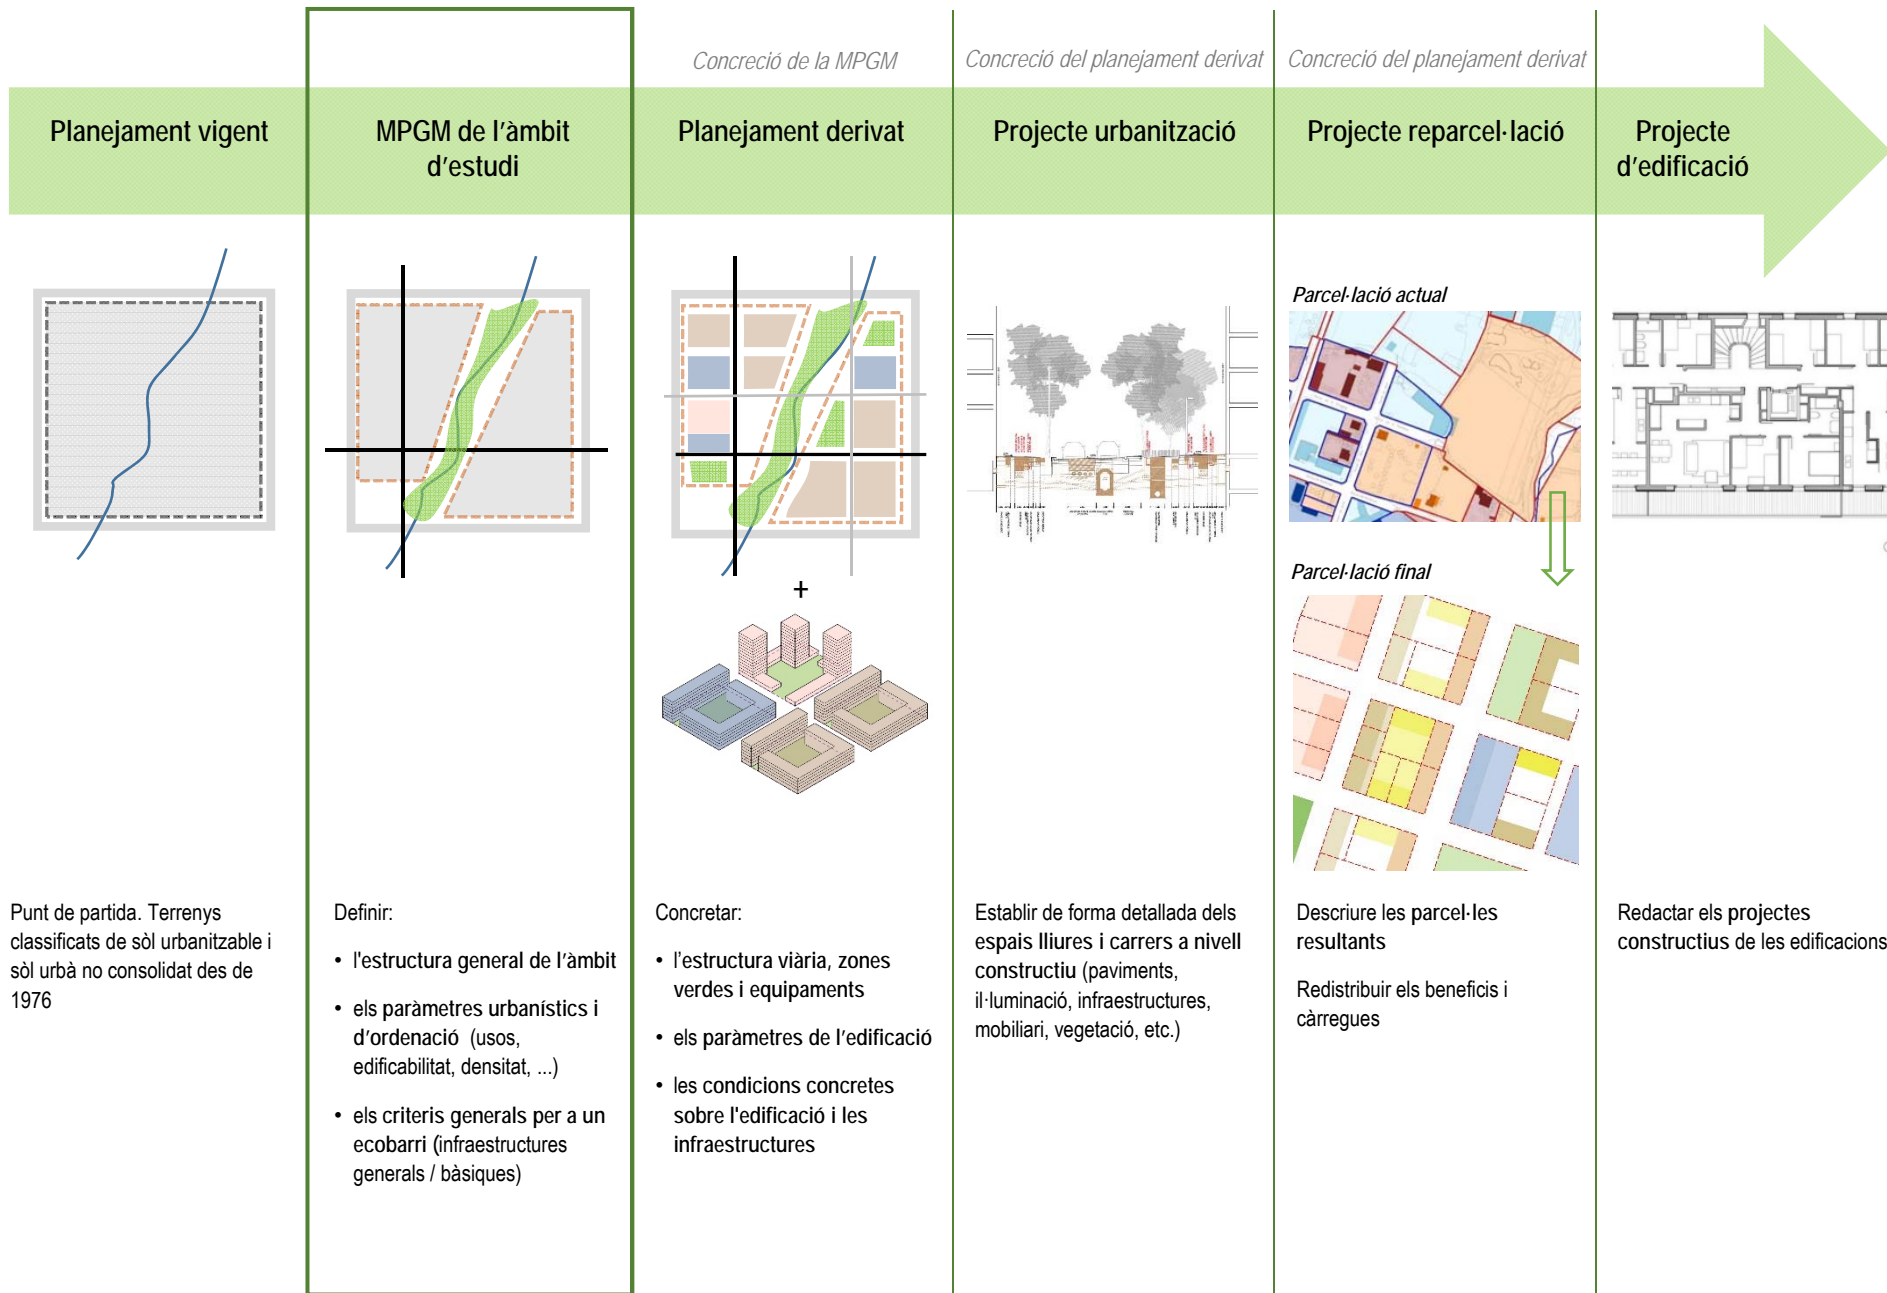 Concreció de la MPGM
Concreció del planejament derivat
Concreció del planejament derivat
Planejament vigent
MPGM de l'àmbit
d'estudi
Planejament derivat
Projecte urbanització
Projecte reparcel·lació
Projecte
d'edificació
Parcel·lació actual
Parcel·lació final
+
Punt de partida. Terrenys
classificats de sòl urbanitzable i
sòl urbà no consolidat des de
1976
Definir:
• l'estructura general de l'àmbit
• els paràmetres urbanístics i
d'ordenació (usos,
edificabilitat, densitat, ...)
• els criteris generals per a un
ecobarri (infraestructures
generals / bàsiques)
Concretar:
• l'estructura viària, zones
verdes i equipaments
• els paràmetres de l'edificació
• les condicions concretes
sobre l'edificació i les
infraestructures
Establir de forma detallada dels
espais lliures i carrers a nivell
constructiu (paviments,
il·luminació, infraestructures,
mobiliari, vegetació, etc.)
Descriure les parcel·les
resultants
Redistribuir els beneficis i
càrregues
Redactar els projectes
constructius de les edificacions